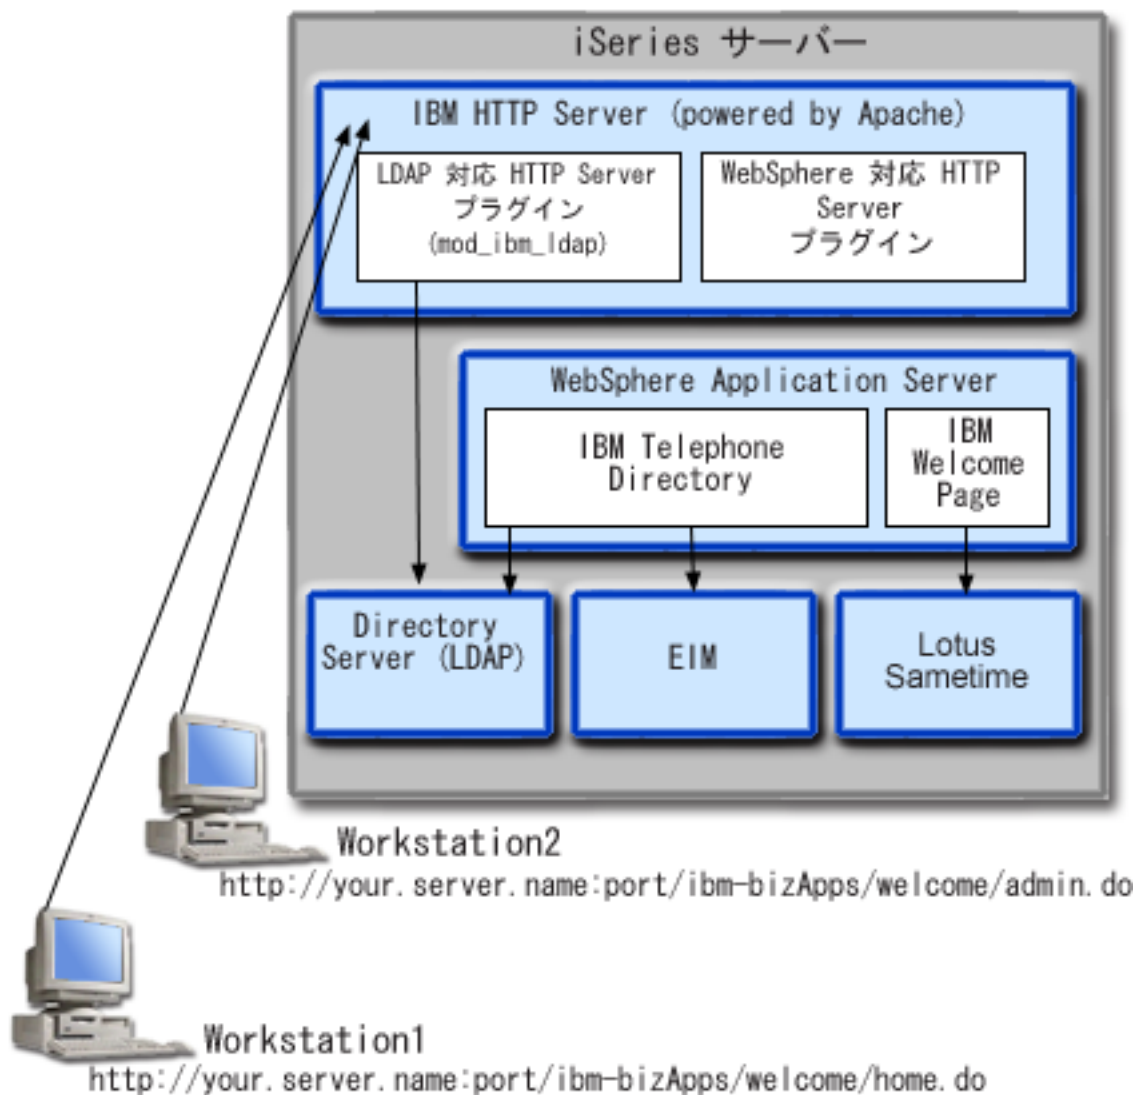 iSeries サーバー
IBM HTTP Server (powered by Apache)
LDAP 対応 HTTP Server
プラグイン
(mod_ibm_ldap)
WebSphere 対応 HTTP
Server
プラグイン
WebSphere Application Server
IBM Telephone
Directory
IBM
Welcome
Page
Directory
Server (LDAP)
EIM
Lotus
Sametime
Workstation2
http://your.server.name:port/ibm-bizApps/welcome/admin.do
Workstation1
http://your.server.name:port/ibm-bizApps/welcome/home.do